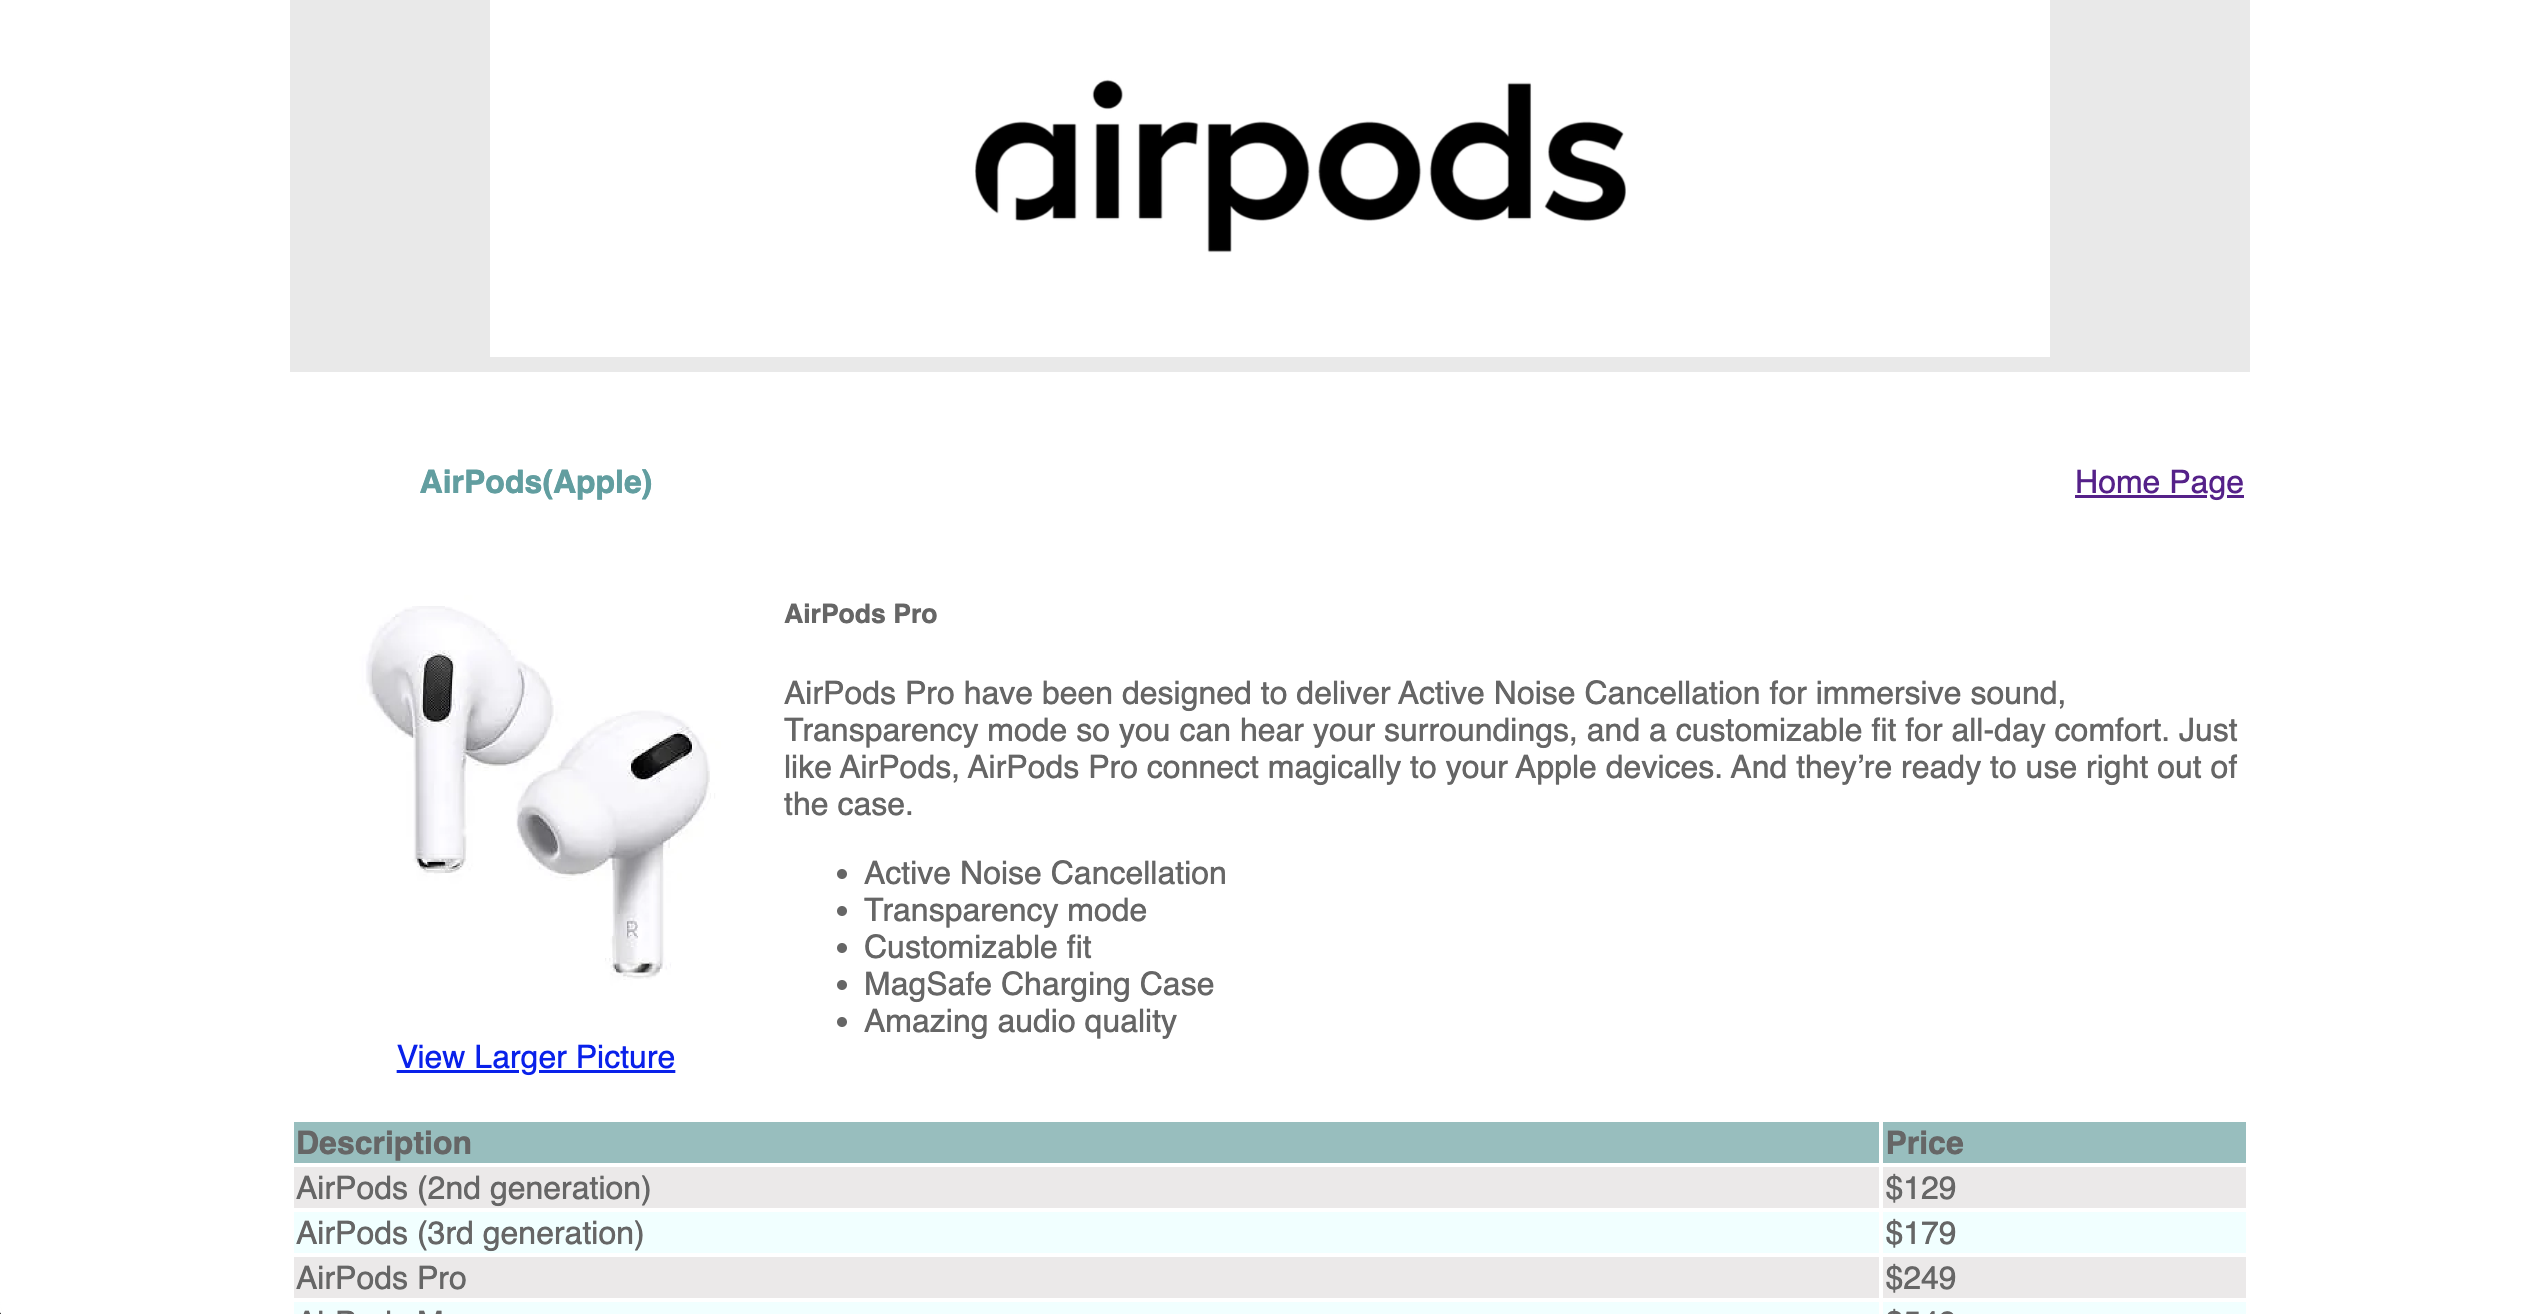 airpods
AirPods(Apple)
Home Page
AirPods Pro
AirPods Pro have been designed to deliver Active Noise Cancellation for immersive sound,
Transparency mode so you can hear your surroundings, and a customizable fit for all-day comfort. Just
like AirPods, AirPods Pro connect magically to your Apple devices. And they’re ready to use right out of
the case.
• Active Noise Cancellation
• Transparency mode
• Customizable fit
• MagSafe Charging Case
• Amazing audio quality
R
View Larger Picture
Description Price
AirPods (2nd generation) $129
AirPods (3rd generation) $179
AirPods Pro $249